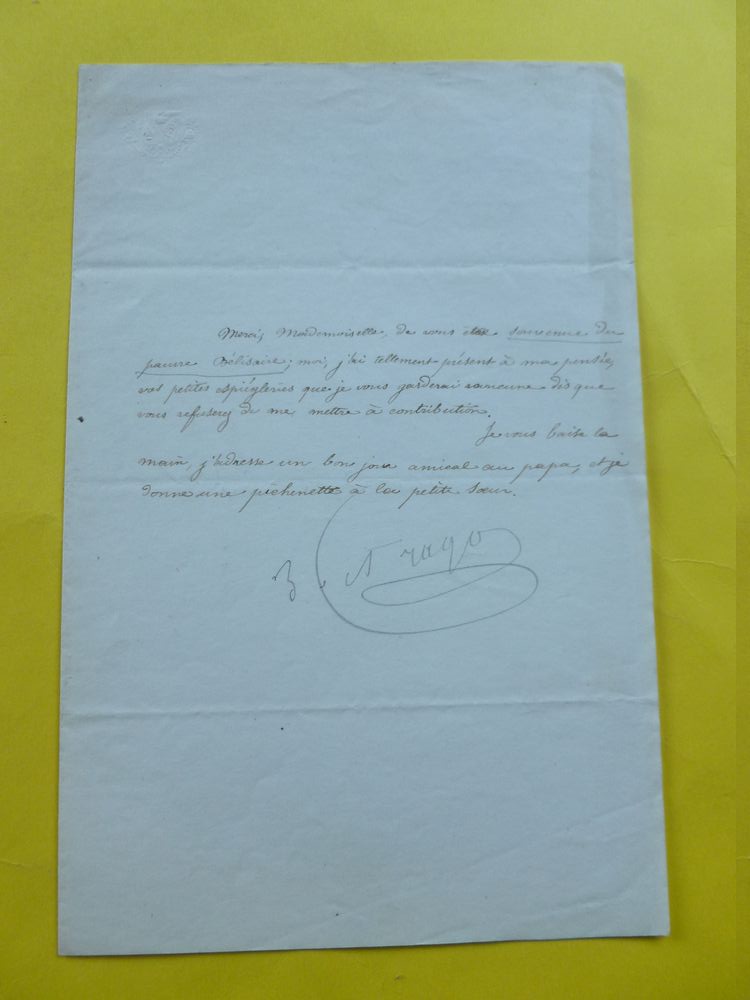 Merci, Mademoiselle, de vous être souvenue du
pauvre Bélisaire; moi, j'ai tellement présent à ma pensée,
vos petites espiègleries que je vous garderai rancune dis que
vous refuserez de me mettre à contribution.
Je vous baise la
main, j'adresse un bon jour amical au papa, et je
donne une pichenette à la petite sœur.
J. Arago